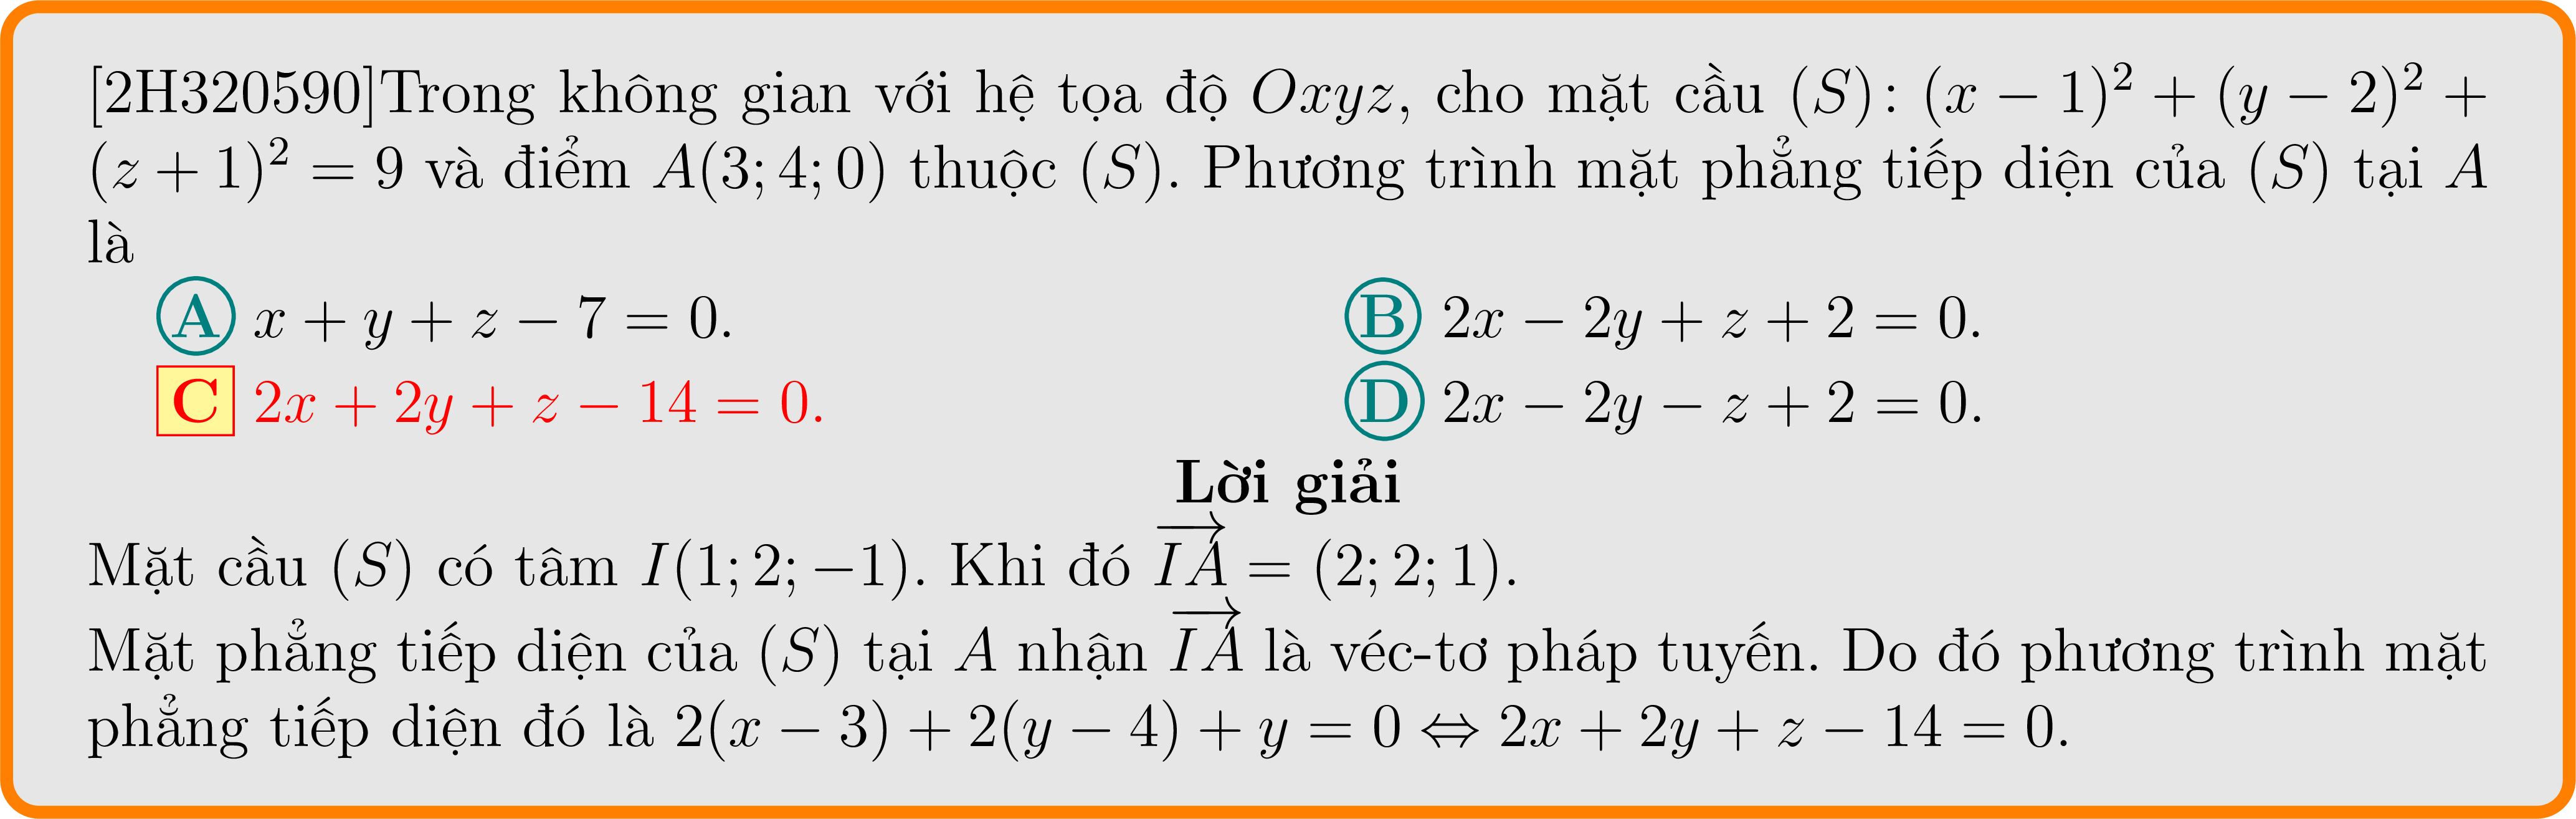 [2H320590]Trong không gian với hệ tọa độ Oxyz, cho mặt cầu (S): (x − 1)² + (y − 2)² +
(z + 1)² = 9 và điểm A(3; 4; 0) thuộc (S). Phương trình mặt phẳng tiếp diện của (S) tại A
là
A x + y + z − 7 = 0. B 2x − 2y + z + 2 = 0.
C 2x + 2y + z − 14 = 0. D 2x − 2y − z + 2 = 0.
Lời giải
Mặt cầu (S) có tâm I(1; 2; −1). Khi đó \overrightarrow{IA} = (2; 2; 1).
Mặt phẳng tiếp diện của (S) tại A nhận \overrightarrow{IA} là véc-tơ pháp tuyến. Do đó phương trình mặt
phẳng tiếp diện đó là 2(x − 3) + 2(y − 4) + y = 0 ⇔ 2x + 2y + z − 14 = 0.